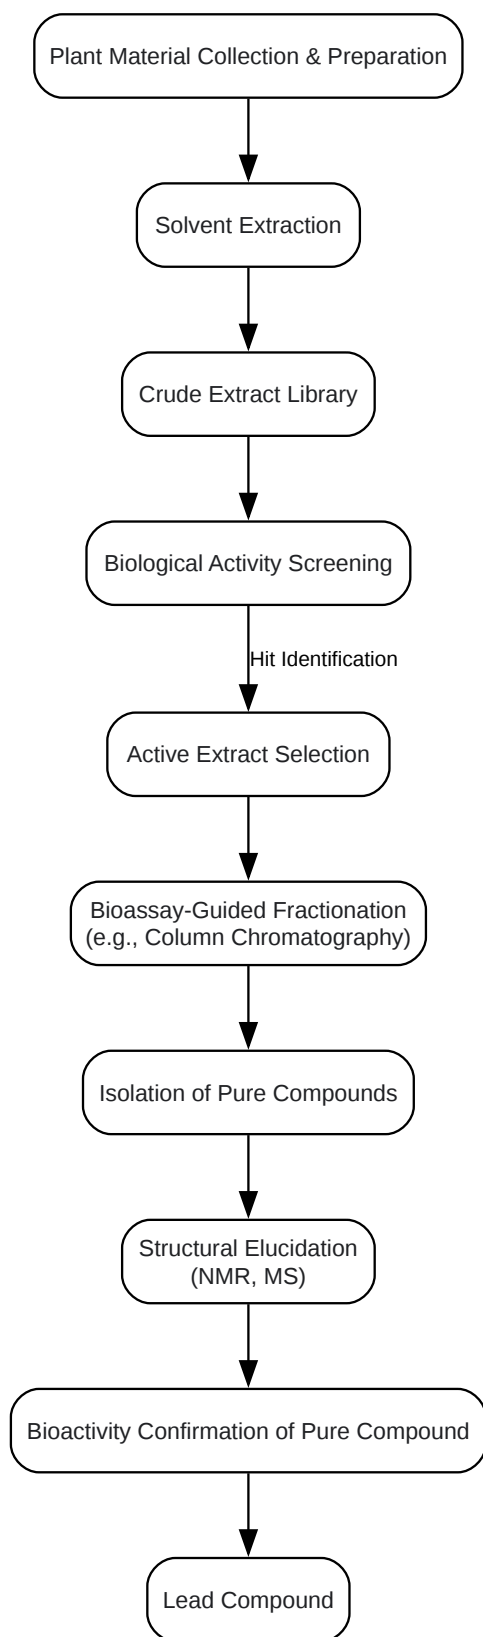 Plant Material Collection & Preparation
Solvent Extraction
Crude Extract Library
Biological Activity Screening
Hit Identification
Active Extract Selection
Bioassay-Guided Fractionation
(e.g., Column Chromatography)
Isolation of Pure Compounds
Structural Elucidation
(NMR, MS)
Bioactivity Confirmation of Pure Compound
Lead Compound